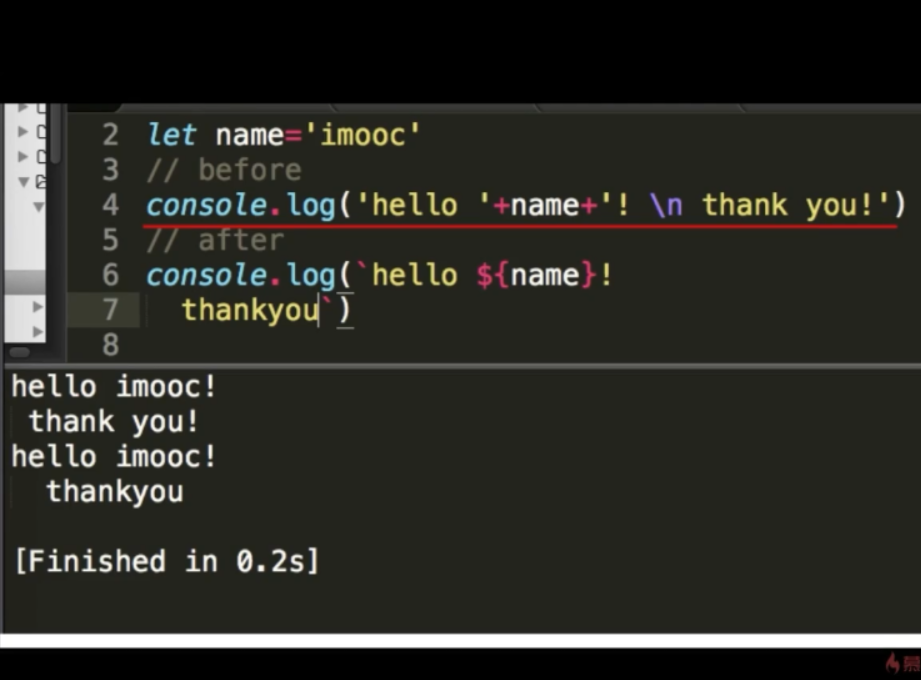 2 let name='imooc'
3 // before
4 console.log('hello '+name+'! \n thank you!')
5 // after
6 console.log(`hello ${name}!
7   thankyou`)
8
hello imooc!
 thank you!
hello imooc!
  thankyou
[Finished in 0.2s]